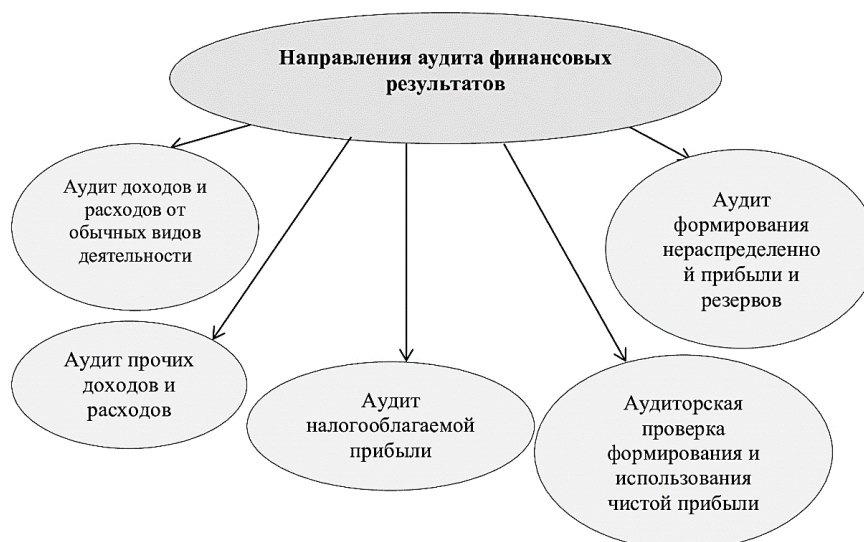 Направления аудита финансовых
результатов
Аудит доходов и
расходов от
обычных видов
деятельности
Аудит
формирования
нераспределенно
й прибыли и
резервов
Аудит прочих
доходов и
расходов
Аудит
налогооблагаемой
прибыли
Аудиторская
проверка
формирования и
использования
чистой прибыли